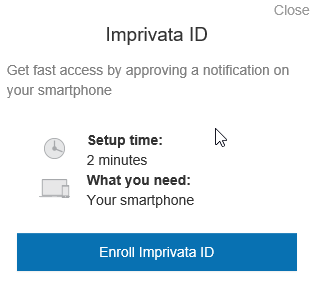 Close
Imprivata ID
Get fast access by approving a notification on
your smartphone
Setup time:
2 minutes
What you need:
Your smartphone
Enroll Imprivata ID